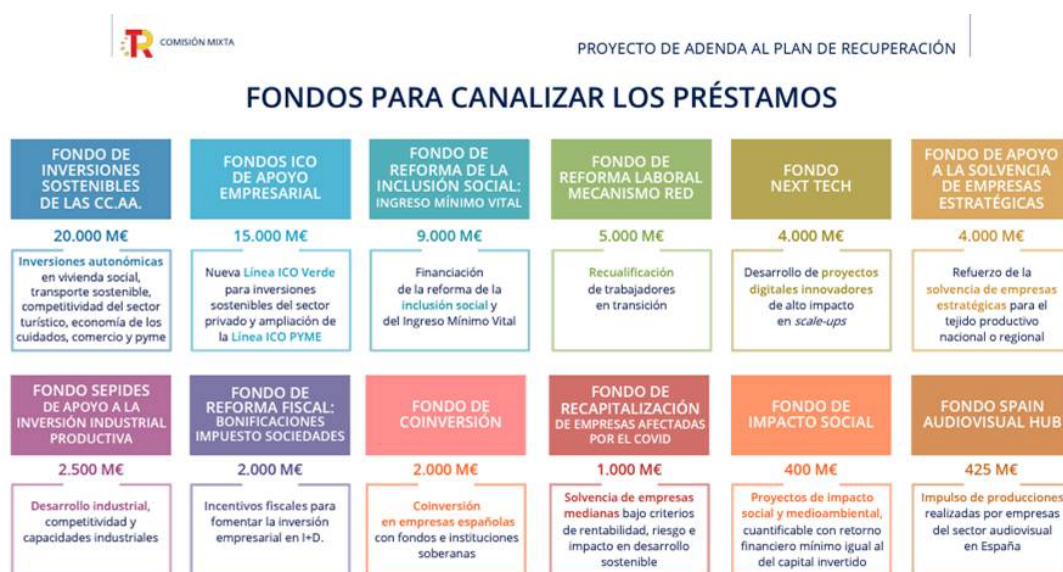 TR COMISIÓN MIXTA
PROYECTO DE ADENDA AL PLAN DE RECUPERACIÓN
FONDOS PARA CANALIZAR LOS PRÉSTAMOS
FONDO DE
INVERSIONES
SOSTENIBLES
DE LAS CC.AA.
20.000 M€
Inversiones autonómicas
en vivienda social,
transporte sostenible,
competitividad del sector
turístico, economía de los
cuidados, comercio y pyme
FONDOS ICO
DE APOYO
EMPRESARIAL
15.000 M€
Nueva Línea ICO Verde
para inversiones
sostenibles del sector
privado y ampliación de
la Línea ICO PYME
FONDO DE
REFORMA DE LA
INCLUSIÓN SOCIAL:
INGRESO MÍNIMO VITAL
9.000 M€
Financiación
de la reforma de la
inclusión social y
del Ingreso Mínimo Vital
FONDO DE
REFORMA LABORAL
MECANISMO RED
5.000 M€
Recualificación
de trabajadores
en transición
FONDO
NEXT TECH
4.000 M€
Desarrollo de proyectos
digitales innovadores
de alto impacto
en scale-ups
FONDO DE APOYO
A LA SOLVENCIA
DE EMPRESAS
ESTRATÉGICAS
4.000 M€
Refuerzo de la
solvencia de empresas
estratégicas para el
tejido productivo
nacional o regional
FONDO SEPIDES
DE APOYO A LA
INVERSIÓN INDUSTRIAL
PRODUCTIVA
2.500 M€
Desarrollo industrial,
competitividad y
capacidades industriales
FONDO DE
REFORMA FISCAL:
BONIFICACIONES
IMPUESTO SOCIEDADES
2.000 M€
Incentivos fiscales para
fomentar la inversión
empresarial en I+D.
FONDO DE
COINVERSIÓN
2.000 M€
Coinversión
en empresas españolas
con fondos e instituciones
soberanas
FONDO DE
RECAPITALIZACIÓN
DE EMPRESAS AFECTADAS
POR EL COVID
1.000 M€
Solvencia de empresas
medianas bajo criterios
de rentabilidad, riesgo e
impacto en desarrollo
sostenible
FONDO DE
IMPACTO SOCIAL
400 M€
Proyectos de impacto
social y medioambiental,
cuantificable con retorno
financiero mínimo igual al
del capital invertido
FONDO SPAIN
AUDIOVISUAL HUB
425 M€
Impulso de producciones
realizadas por empresas
del sector audiovisual
en España